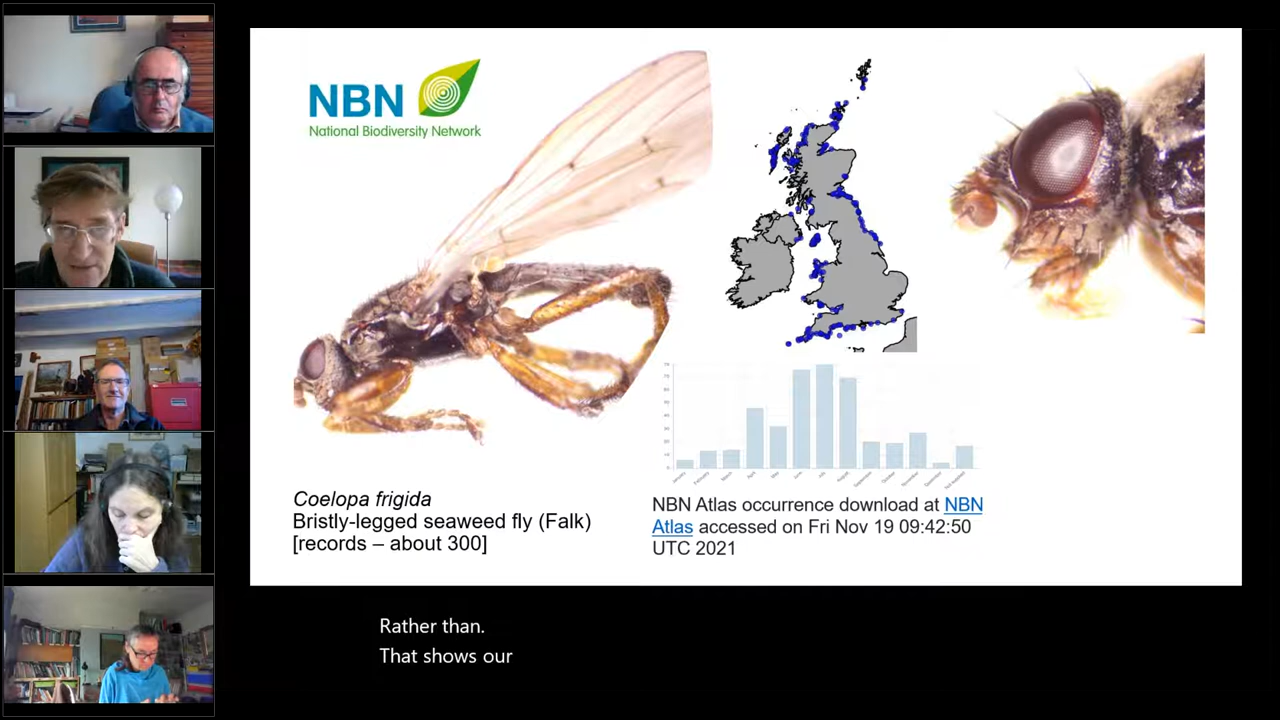 NBN
National Biodiversity Network
Coelopa frigida
Bristly-legged seaweed fly (Falk)
[records – about 300]
NBN Atlas occurrence download at NBN
Atlas accessed on Fri Nov 19 09:42:50
UTC 2021
Rather than.
That shows our